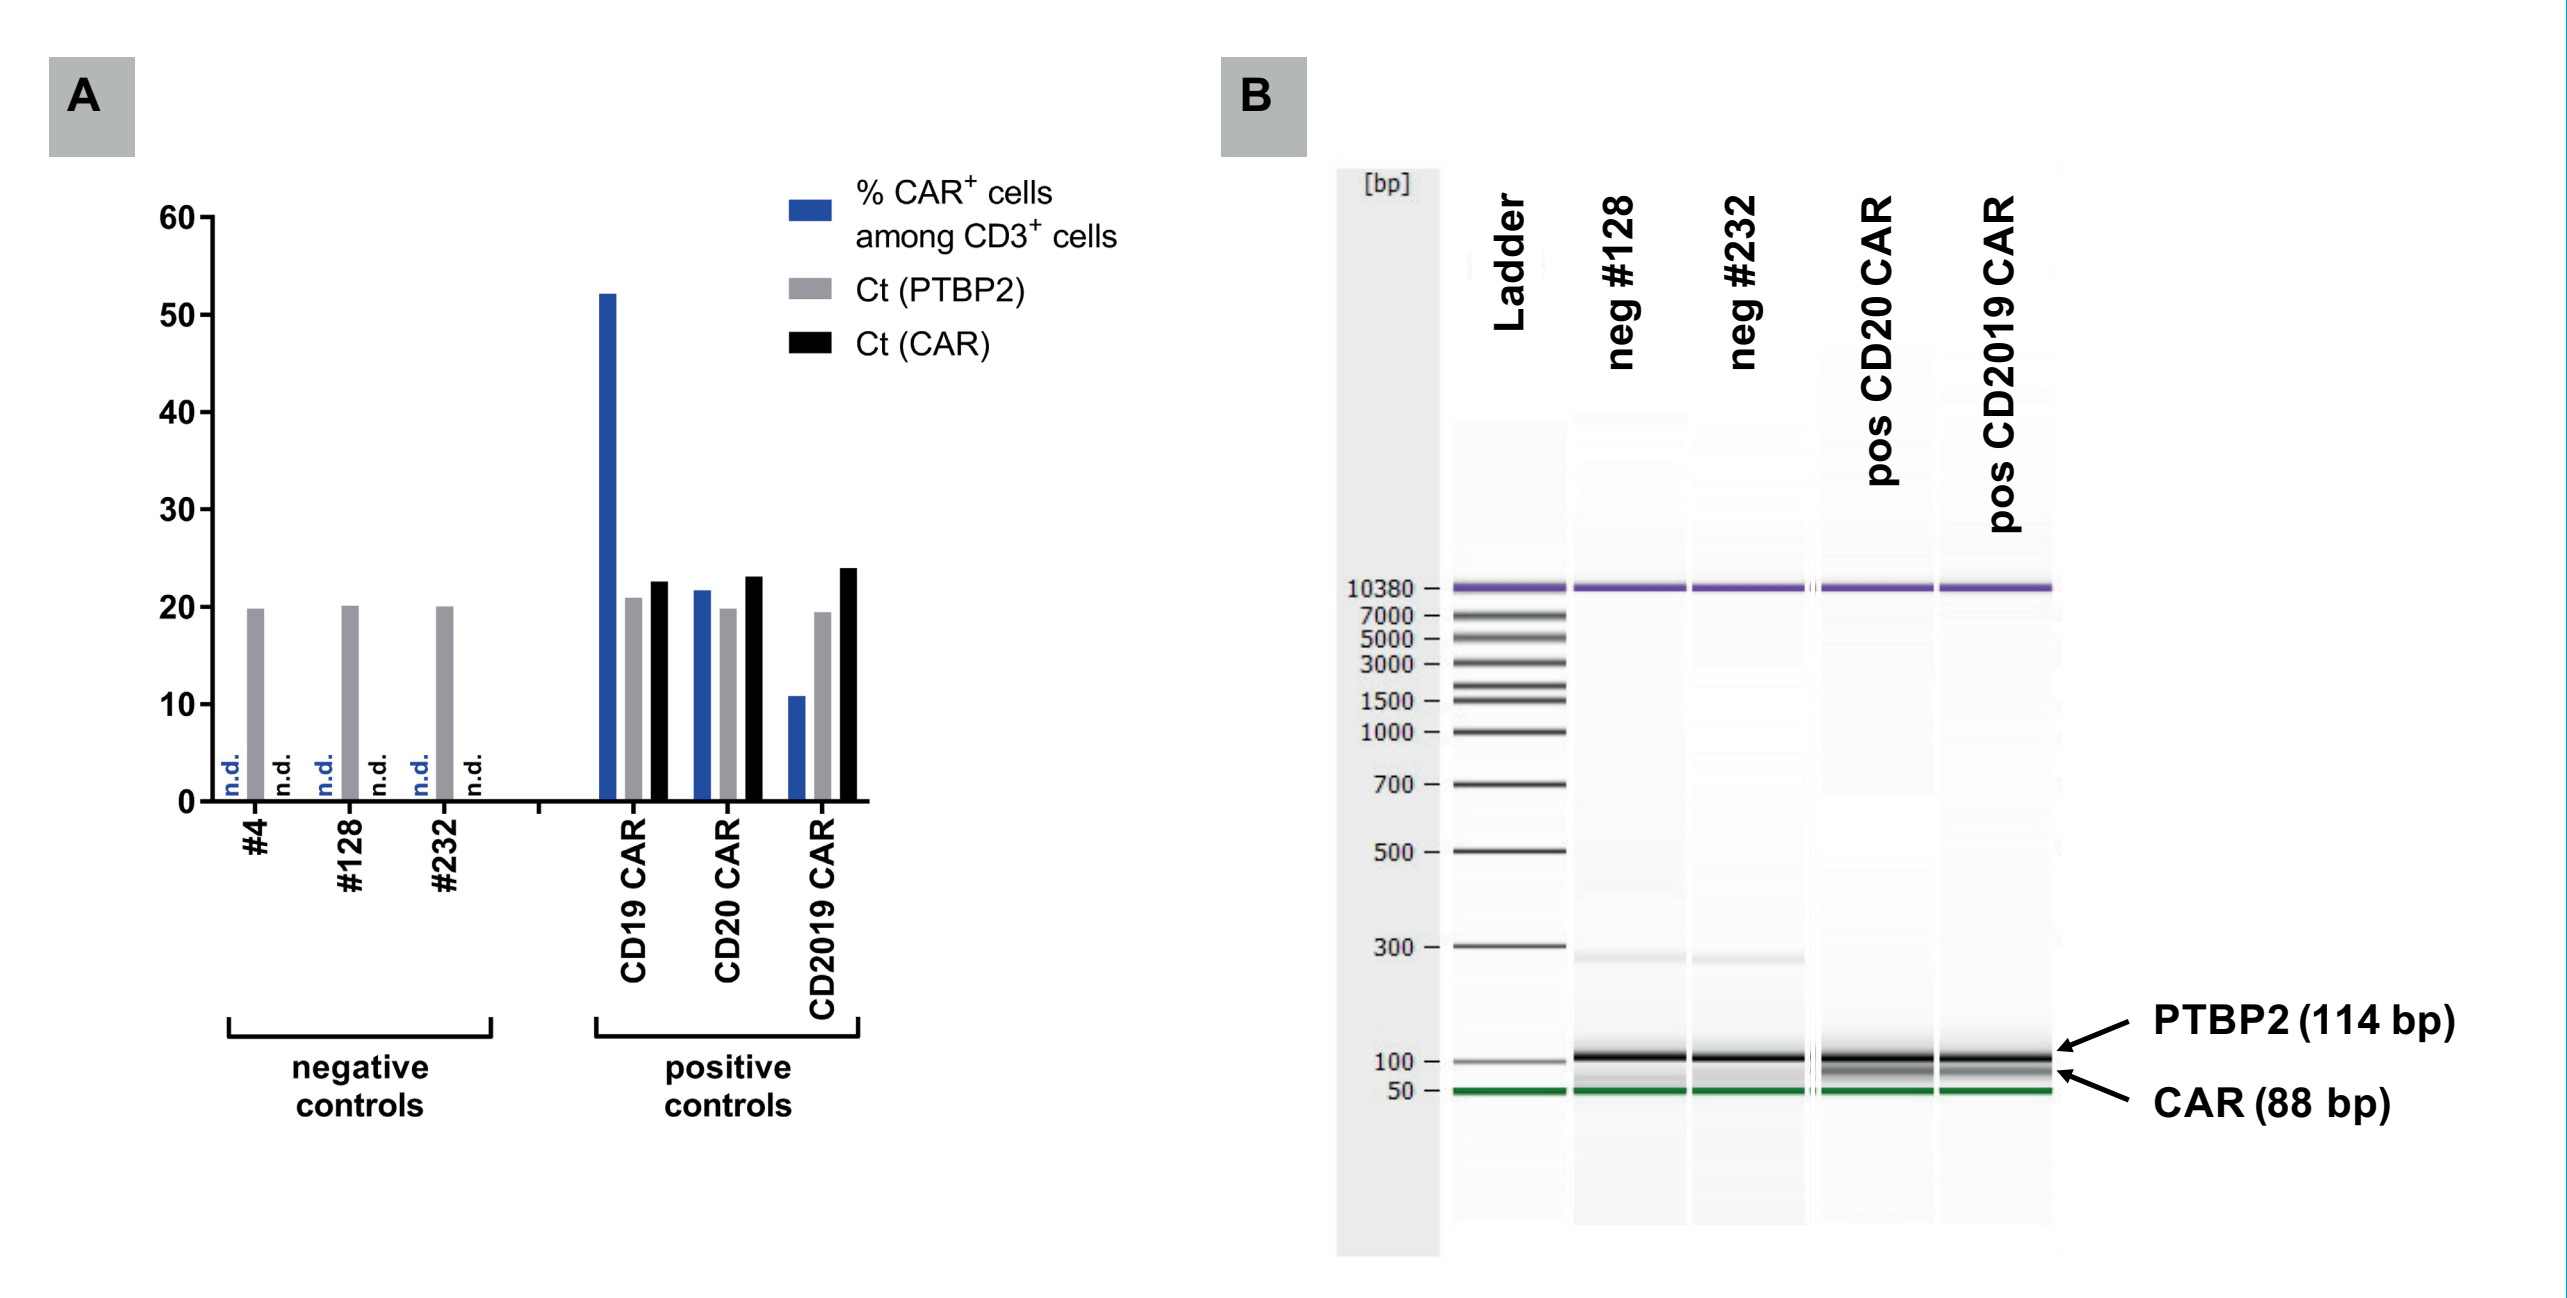 A
60
50
40
30
20
10
0
% CAR+ cells
among CD3+ cells
Ct (PTBP2)
Ct (CAR)
n.d.
n.d.
n.d.
n.d.
n.d.
n.d.
#4
#128
#232
CD19 CAR
CD20 CAR
CD2019 CAR
negative
controls
positive
controls
B
[bp]
Ladder
neg #128
neg #232
pos CD20 CAR
pos CD2019 CAR
10380
7000
5000
3000
1500
1000
700
500
300
100
50
PTBP2 (114 bp)
CAR (88 bp)